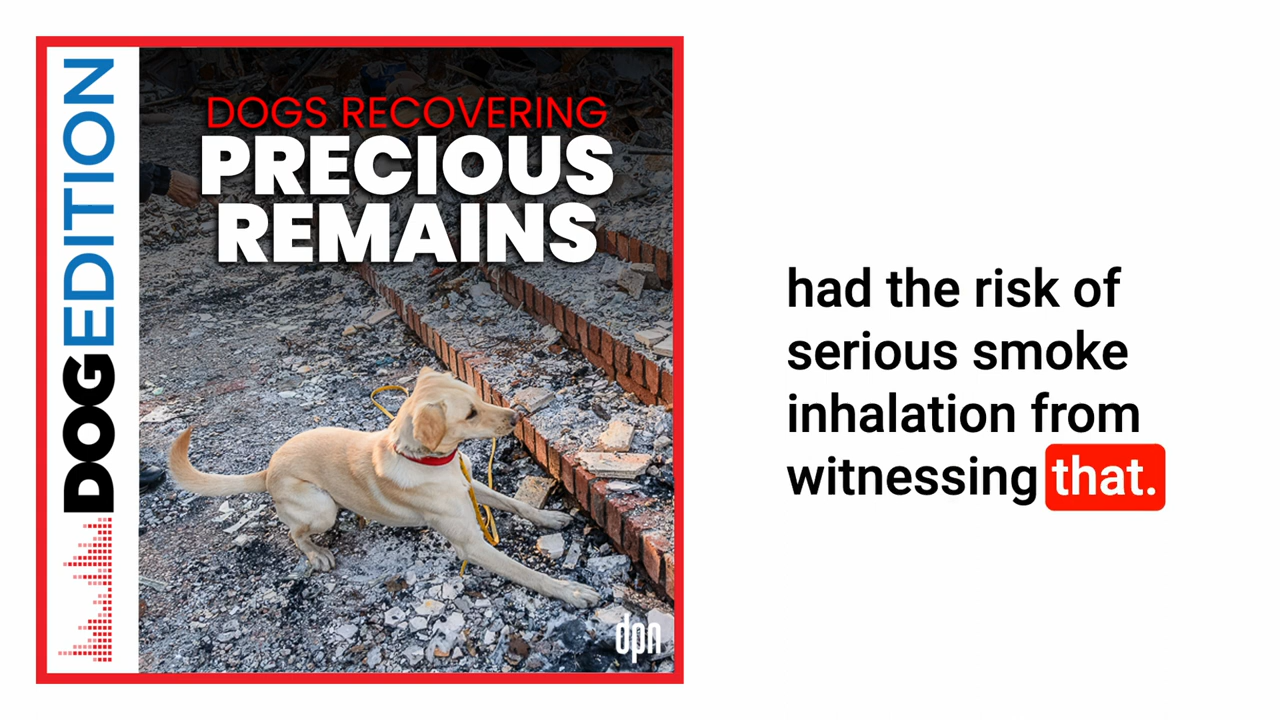 DOGEDITION
DOGS RECOVERING
PRECIOUS
REMAINS
dpn
had the risk of
serious smoke
inhalation from
witnessing that.